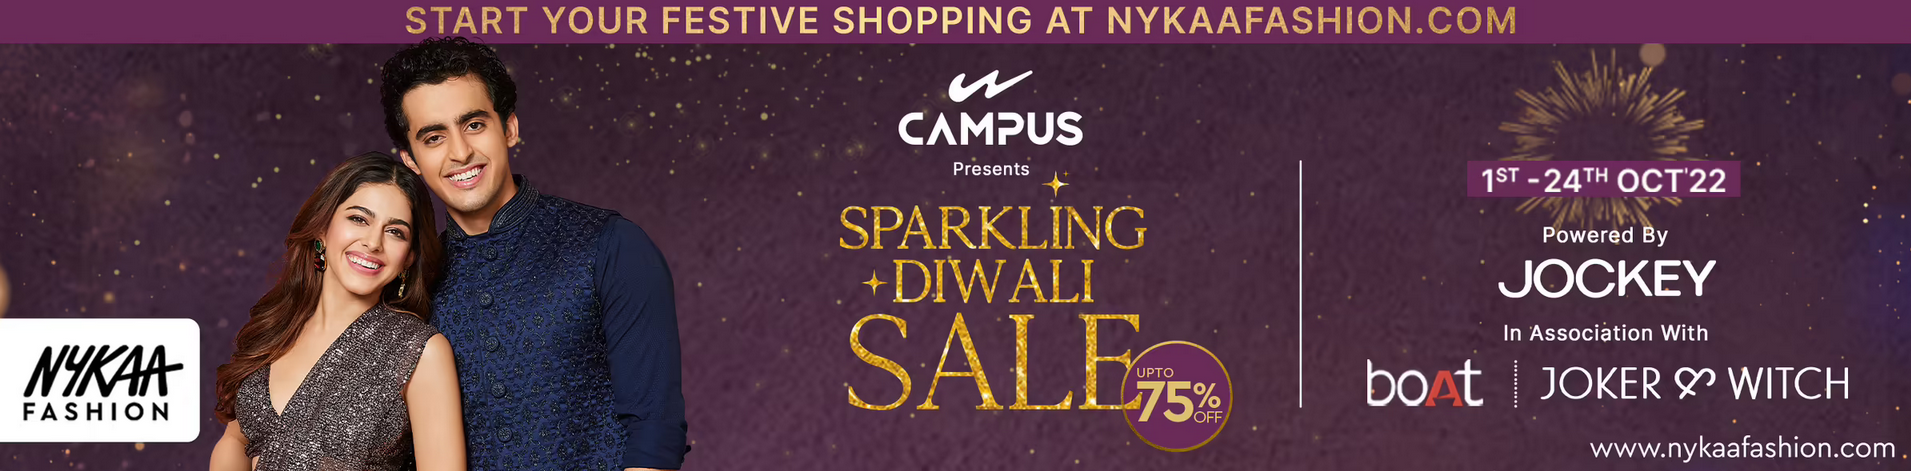 START YOUR FESTIVE SHOPPING AT NYKAAFASHION.COM
CAMPUS
Presents
SPARKLING
DIWALI
SALE
UPTO
75%
OFF
1ST - 24TH OCT'22
Powered By
JOCKEY
In Association With
boAt
JOKER & WITCH
NYKAA
FASHION
www.nykaafashion.com